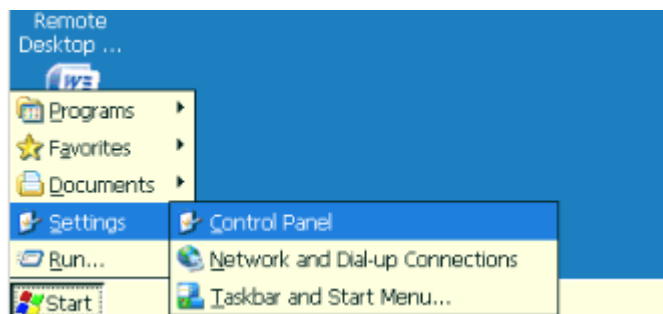 Remote
Desktop ...
Programs
Favorites
Documents
Settings
Run...
Start
Control Panel
Network and Dial-up Connections
Taskbar and Start Menu...